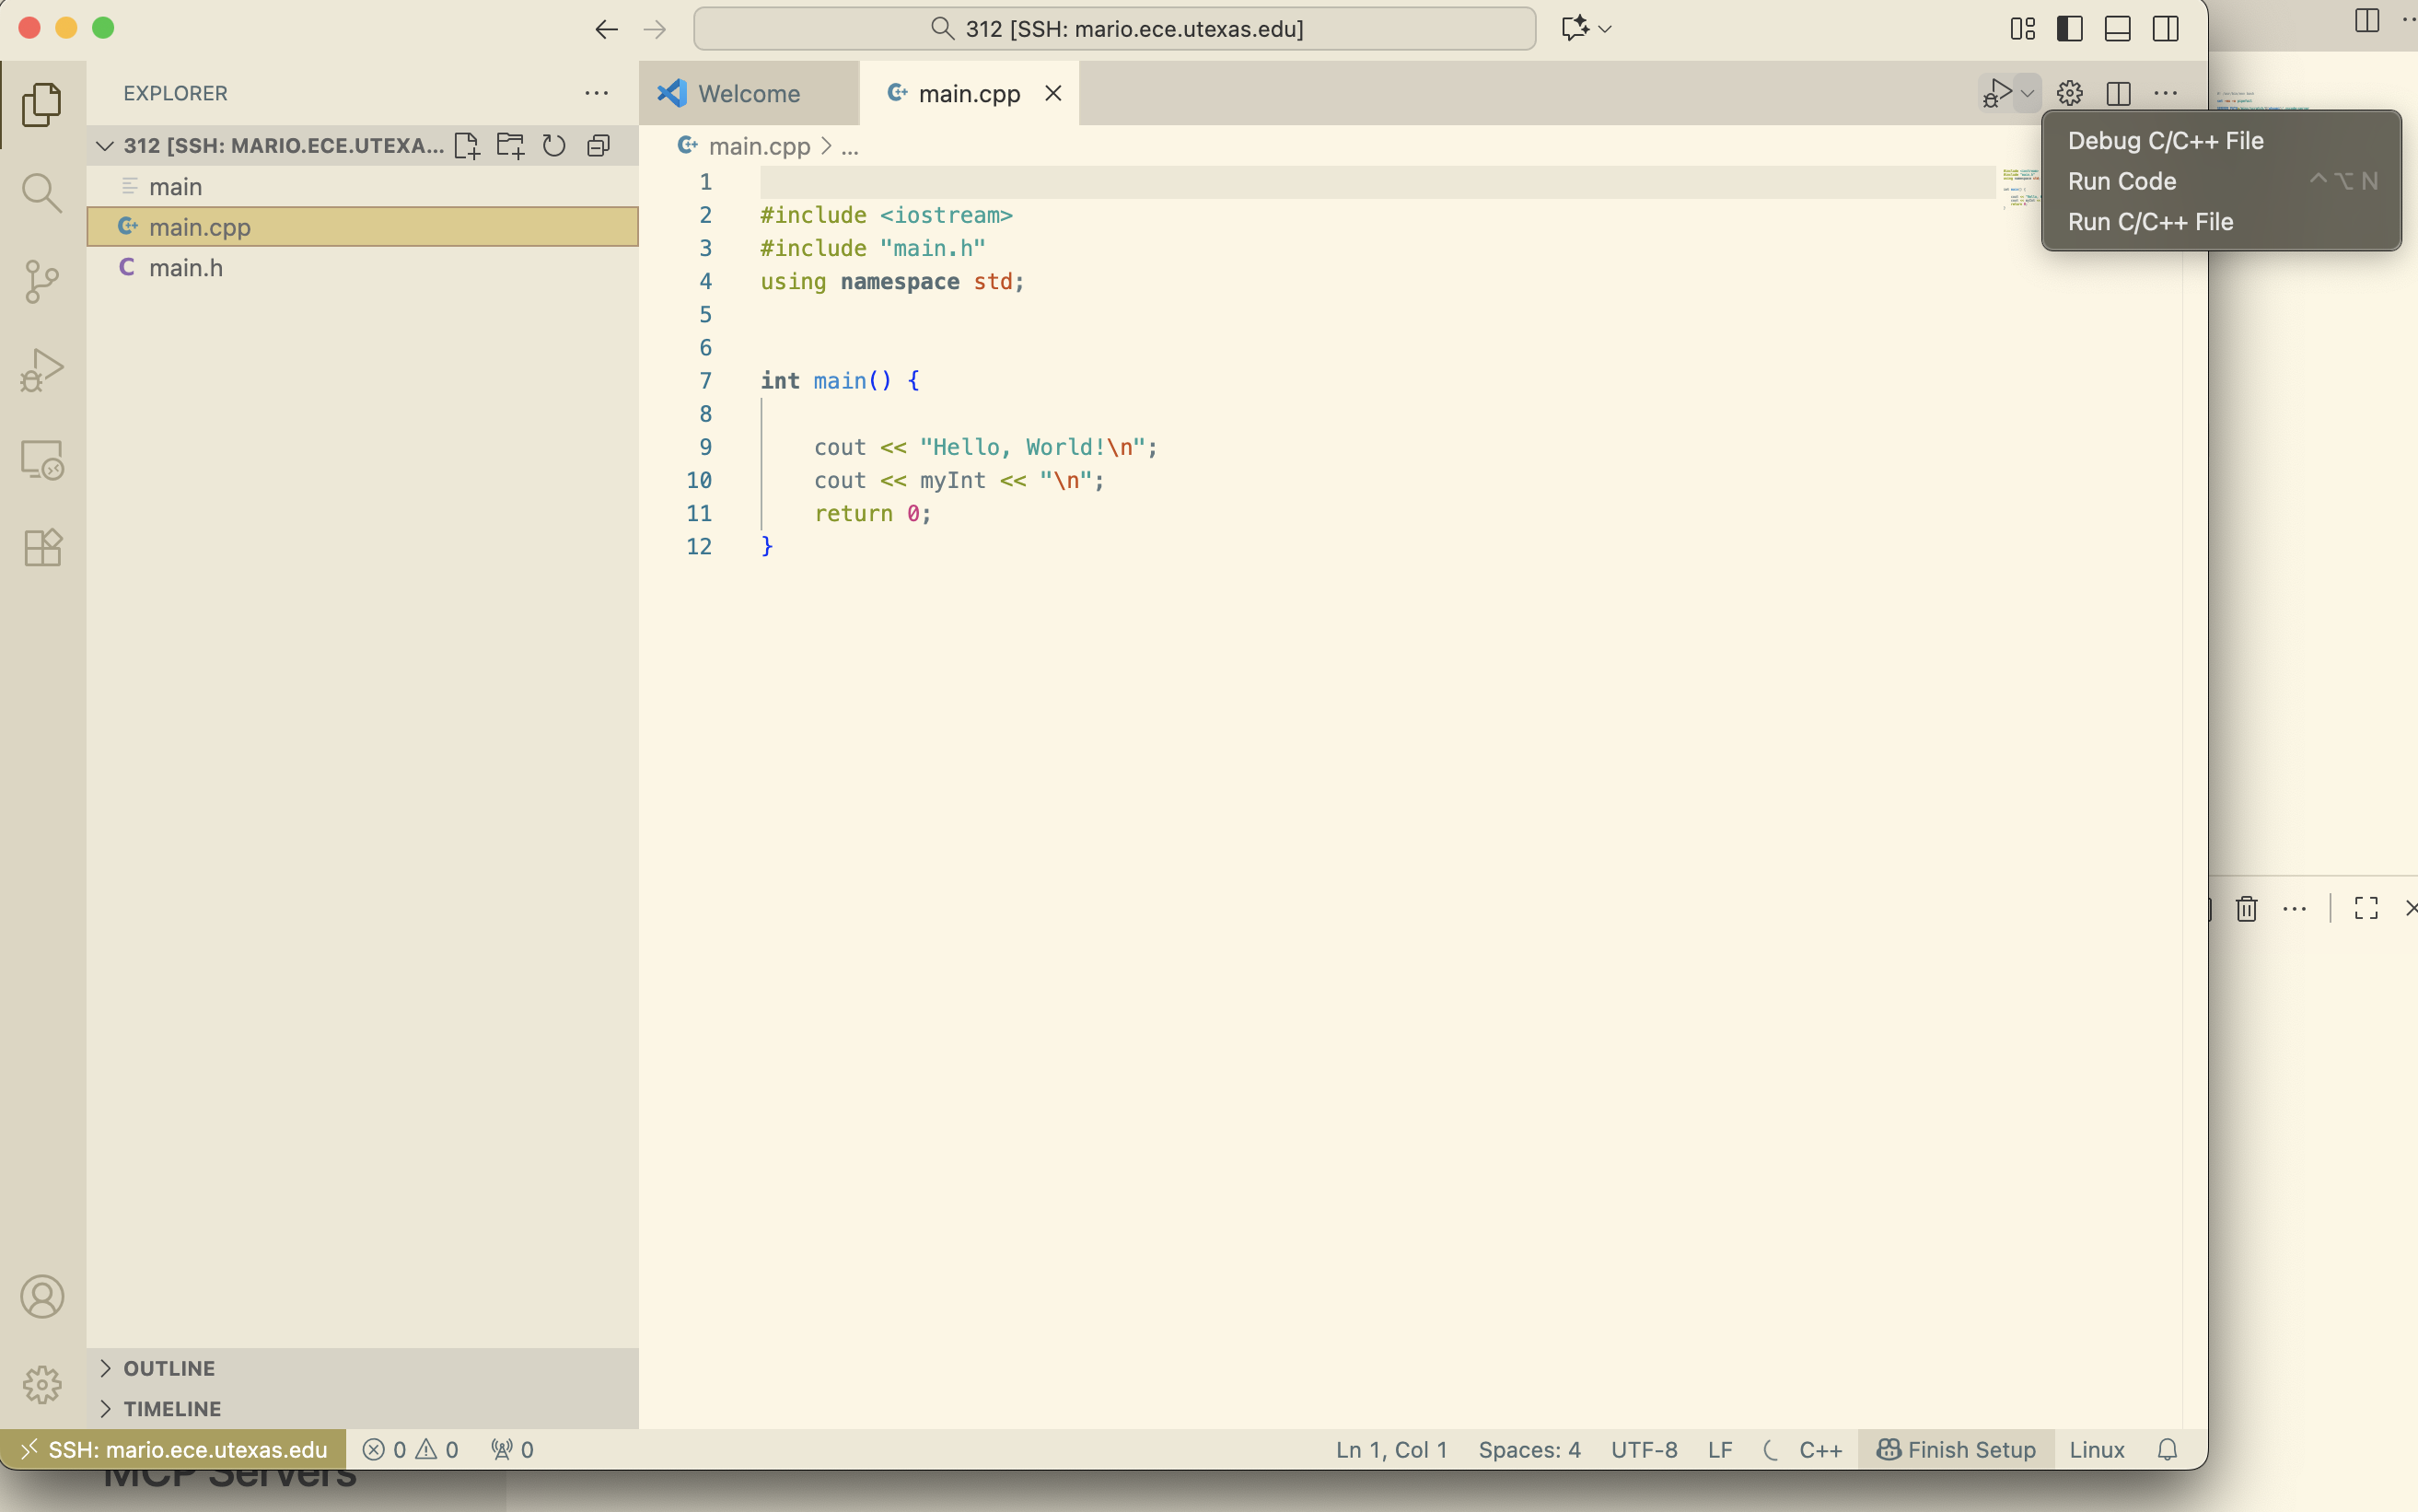 312 [SSH: mario.ece.utexas.edu]
EXPLORER
Welcome
main.cpp
312 [SSH: MARIO.ECE.UTEXA...
main
main.cpp
main.h
main.cpp > ...
1
2 #include <iostream>
3 #include "main.h"
4 using namespace std;
5
6
7 int main() {
8
9 cout << "Hello, World!\n";
10 cout << myInt << "\n";
11 return 0;
12 }
Debug C/C++ File
Run Code ^⌥N
Run C/C++ File
OUTLINE
TIMELINE
SSH: mario.ece.utexas.edu 0 0 0 Ln 1, Col 1 Spaces: 4 UTF-8 LF C++ Finish Setup Linux
MCP Servers